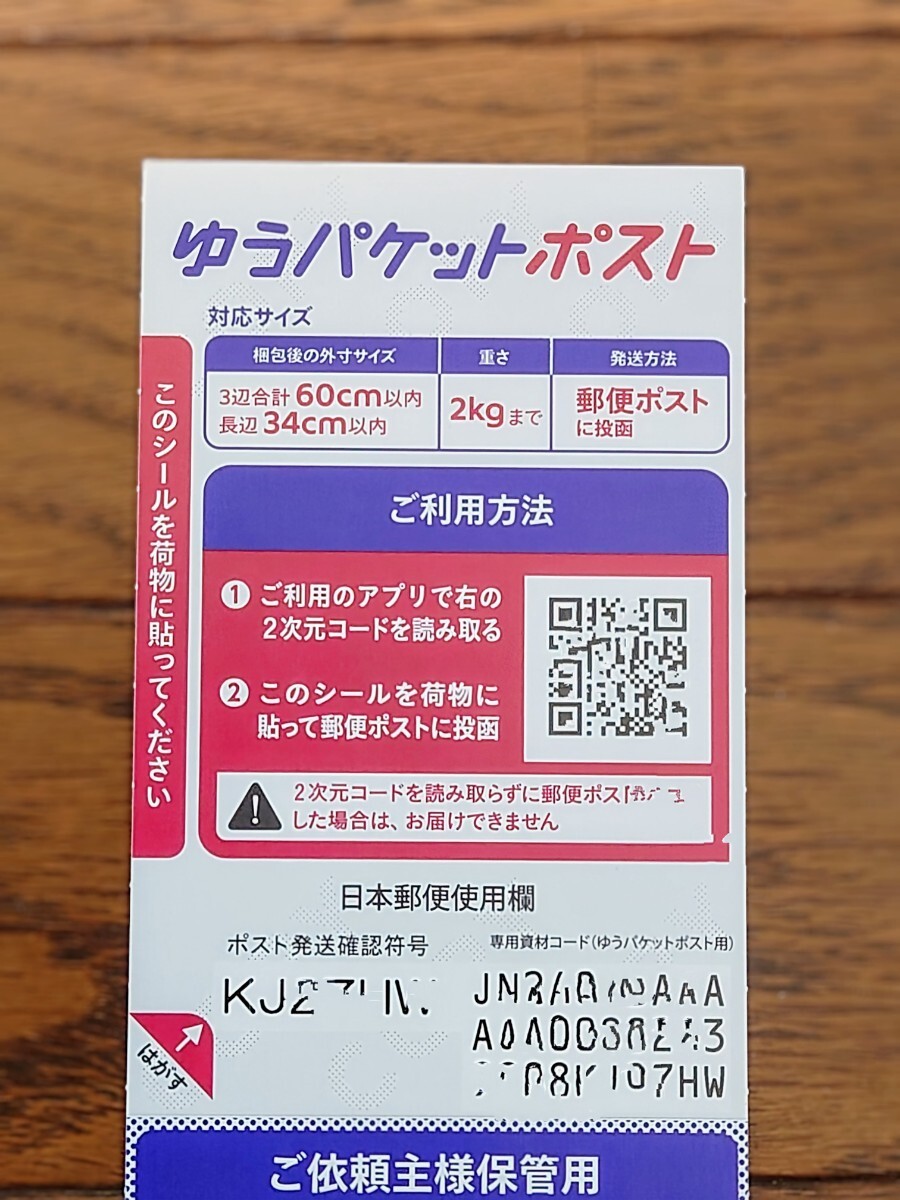 ゆうパケットポスト
対応サイズ
梱包後の外寸サイズ
重さ
発送方法
3辺合計 60cm以内
長辺 34cm以内
2kgまで
郵便ポスト
に投函
このシールを荷物に貼ってください
ご利用方法
1 ご利用のアプリで右の
2次元コードを読み取る
2 このシールを荷物に
貼って郵便ポストに投函
2次元コードを読み取らずに郵便ポス
した場合は、お届けできません
日本郵便使用欄
ポスト発送確認符号
専用資材コード(ゆうパケットポスト用)
はがす
ご依頼主様保管用